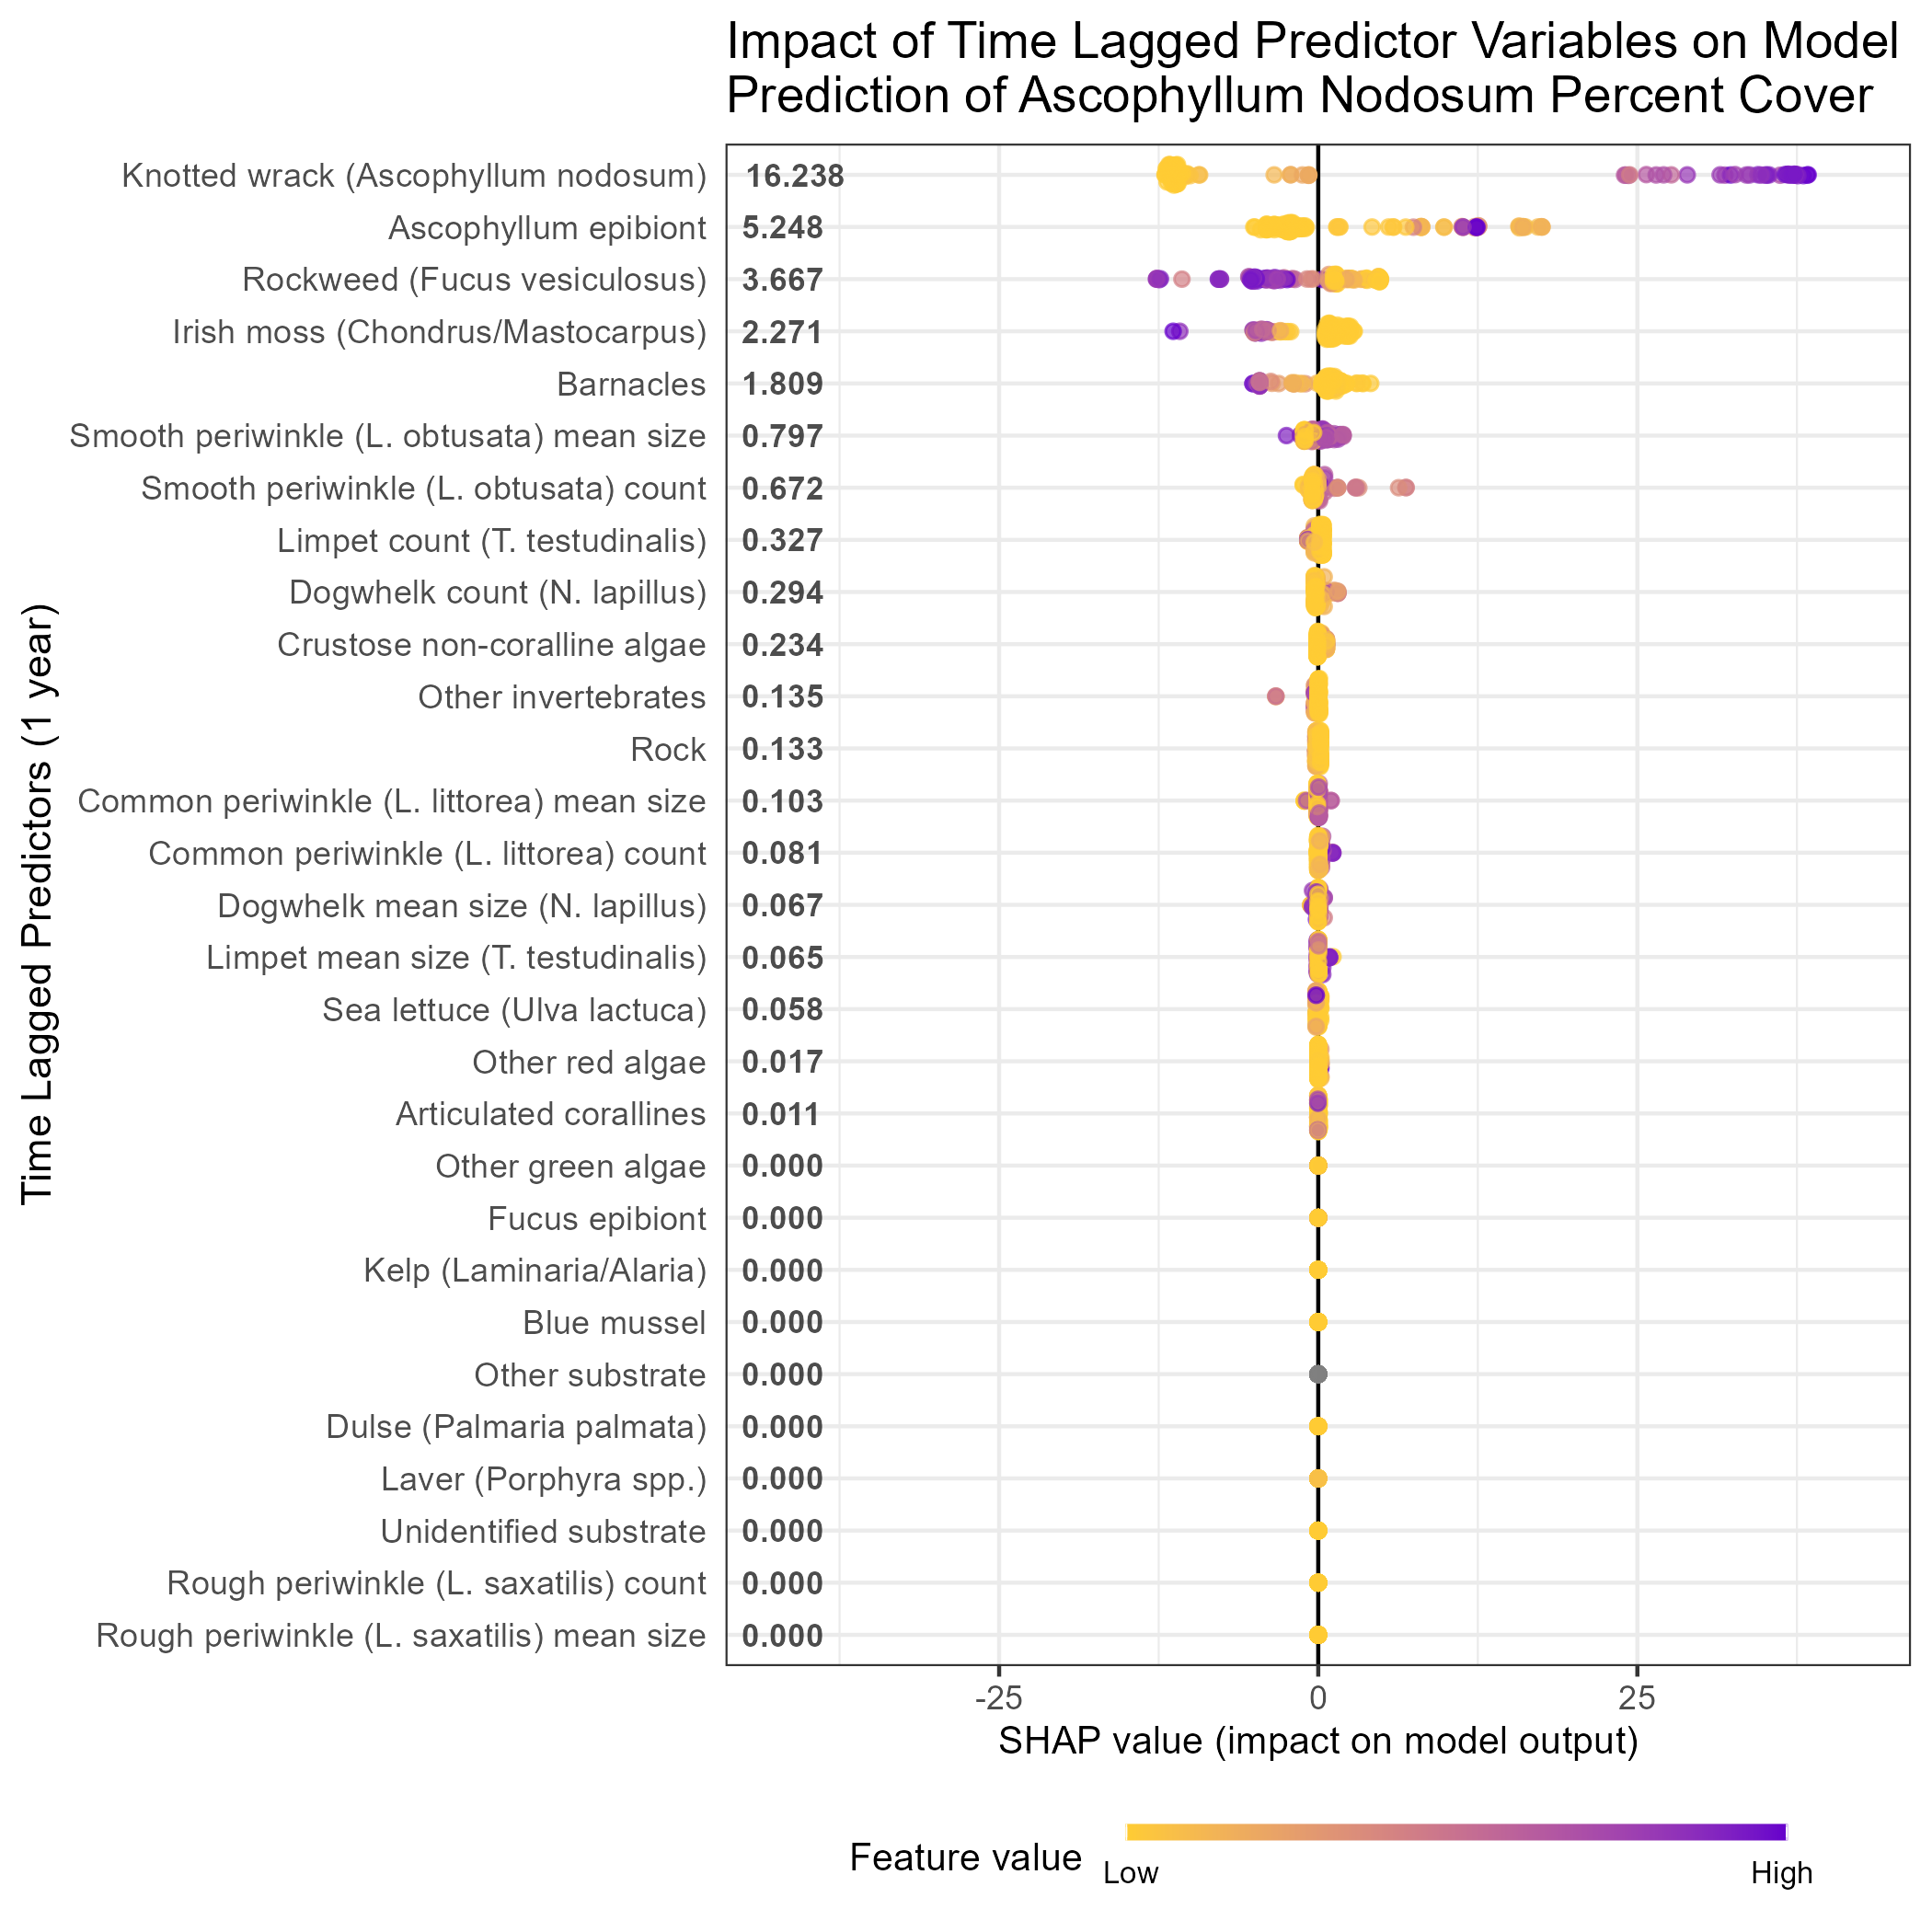 Impact of Time Lagged Predictor Variables on Model
Prediction of Ascophyllum Nodosum Percent Cover
Time Lagged Predictors (1 year)
Knotted wrack (Ascophyllum nodosum) 16.238
Ascophyllum epibiont 5.248
Rockweed (Fucus vesiculosus) 3.667
Irish moss (Chondrus/Mastocarpus) 2.271
Barnacles 1.809
Smooth periwinkle (L. obtusata) mean size 0.797
Smooth periwinkle (L. obtusata) count 0.672
Limpet count (T. testudinalis) 0.327
Dogwhelk count (N. lapillus) 0.294
Crustose non-coralline algae 0.234
Other invertebrates 0.135
Rock 0.133
Common periwinkle (L. littorea) mean size 0.103
Common periwinkle (L. littorea) count 0.081
Dogwhelk mean size (N. lapillus) 0.067
Limpet mean size (T. testudinalis) 0.065
Sea lettuce (Ulva lactuca) 0.058
Other red algae 0.017
Articulated corallines 0.011
Other green algae 0.000
Fucus epibiont 0.000
Kelp (Laminaria/Alaria) 0.000
Blue mussel 0.000
Other substrate 0.000
Dulse (Palmaria palmata) 0.000
Laver (Porphyra spp.) 0.000
Unidentified substrate 0.000
Rough periwinkle (L. saxatilis) count 0.000
Rough periwinkle (L. saxatilis) mean size 0.000
-25 0 25
SHAP value (impact on model output)
Feature value
Low High